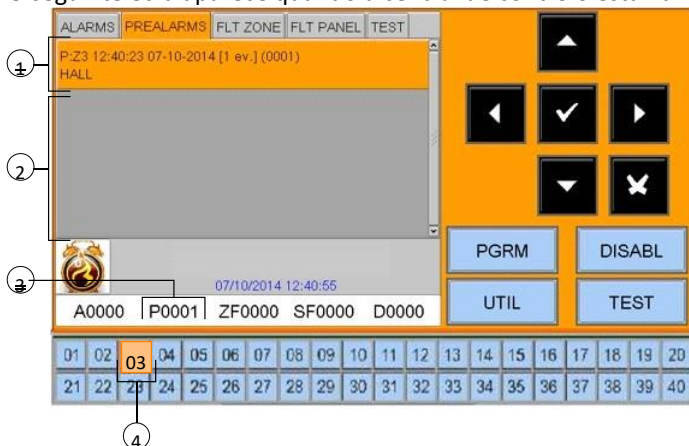 ALARMS PREALARMS FLT ZONE FLT PANEL TEST
P:Z3 12:40:23 07-10-2014 [1 ev.] (0001)
HALL
1
2
3
4
PGRM DISABL
UTIL TEST
07/10/2014 12:40:55
A0000 P0001 ZF0000 SF0000 D0000
01 02 03 04 05 06 07 08 09 10 11 12 13 14 15 16 17 18 19 20
21 22 23 24 25 26 27 28 29 30 31 32 33 34 35 36 37 38 39 40